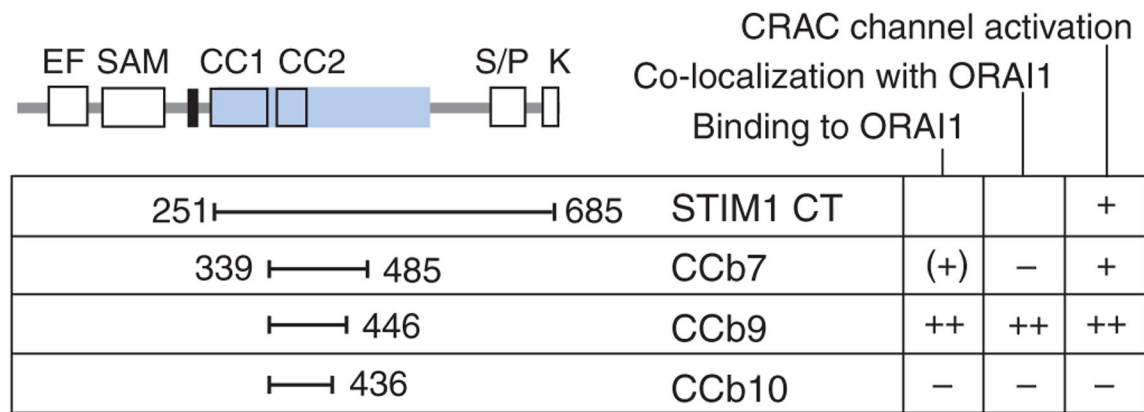 CRAC channel activation
EF SAM CC1 CC2 S/P K
Co-localization with ORAI1
Binding to ORAI1
251 685 STIM1 CT +
339 485 CCb7 (+) – +
446 CCb9 ++ ++ ++
436 CCb10 – – –